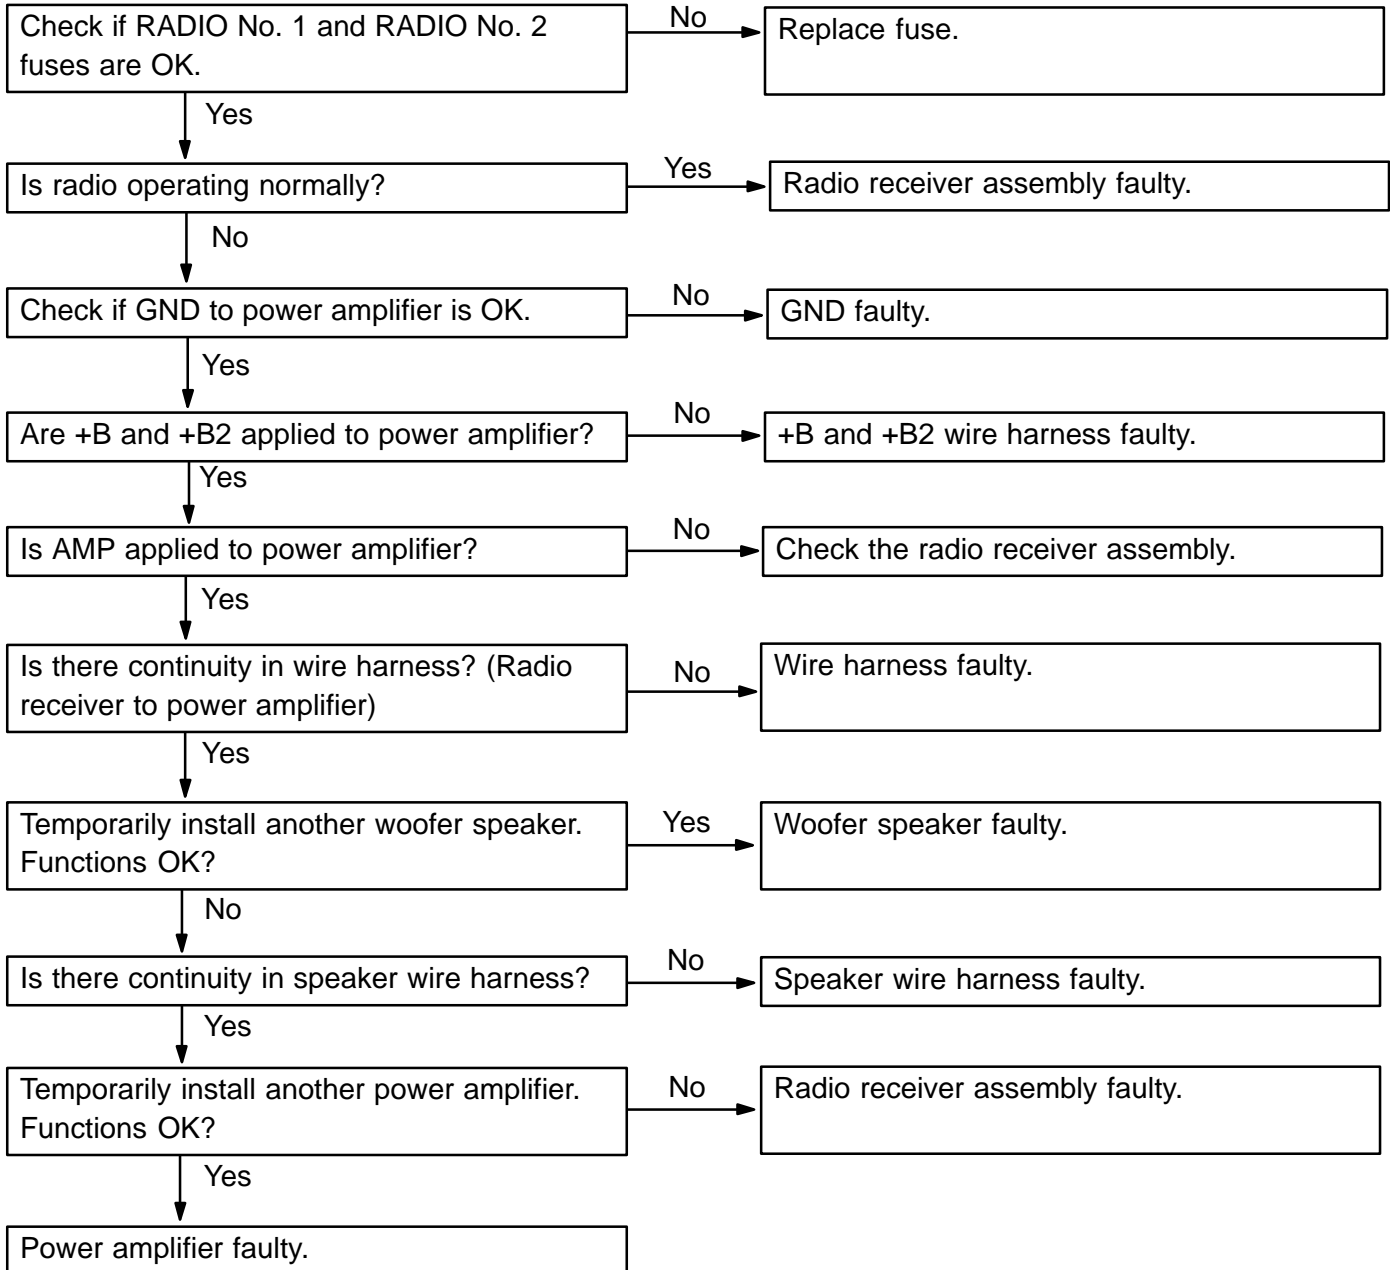 Check if RADIO No. 1 and RADIO No. 2
fuses are OK.
No
Replace fuse.
Yes
Is radio operating normally?
Yes
Radio receiver assembly faulty.
No
Check if GND to power amplifier is OK.
No
GND faulty.
Yes
Are +B and +B2 applied to power amplifier?
No
+B and +B2 wire harness faulty.
Yes
Is AMP applied to power amplifier?
No
Check the radio receiver assembly.
Yes
Is there continuity in wire harness? (Radio
receiver to power amplifier)
No
Wire harness faulty.
Yes
Temporarily install another woofer speaker.
Functions OK?
Yes
Woofer speaker faulty.
No
Is there continuity in speaker wire harness?
No
Speaker wire harness faulty.
Yes
Temporarily install another power amplifier.
Functions OK?
No
Radio receiver assembly faulty.
Yes
Power amplifier faulty.